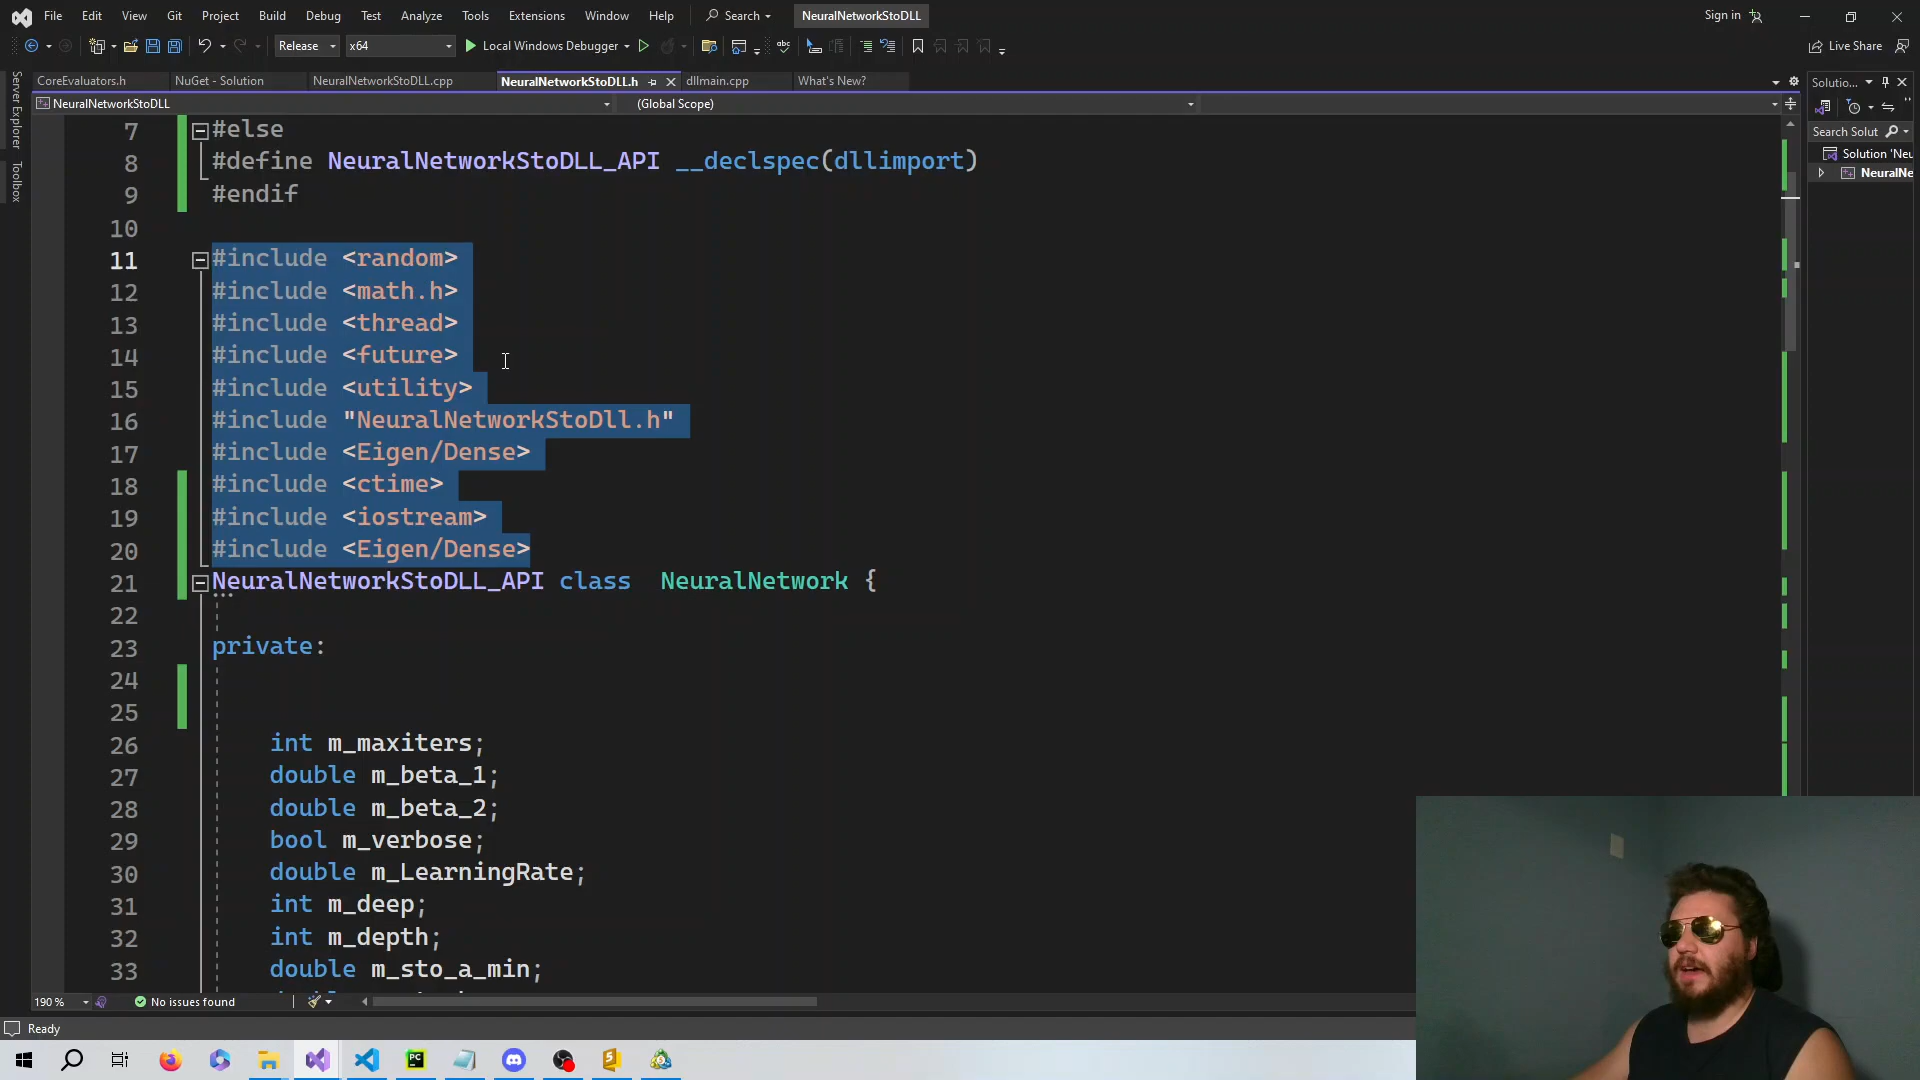 File Edit View Git Project Build Debug Test Analyze Tools Extensions Window Help Search NeuralNetworkStoDLL Sign in
Release x64 Local Windows Debugger Live Share
CoreEvaluators.h NuGet - Solution NeuralNetworkStoDLL.cpp NeuralNetworkStoDLL.h dllmain.cpp What's New? Solutio...
NeuralNetworkStoDLL (Global Scope)
Server Explorer
Toolbox
Search Solut
Solution 'Neu
NeuralNe
7 #else
8 #define NeuralNetworkStoDLL_API __declspec(dllimport)
9 #endif
10
11 #include <random>
12 #include <math.h>
13 #include <thread>
14 #include <future>
15 #include <utility>
16 #include "NeuralNetworkStoDll.h"
17 #include <Eigen/Dense>
18 #include <ctime>
19 #include <iostream>
20 #include <Eigen/Dense>
21 NeuralNetworkStoDLL_API class NeuralNetwork {
22
23 private:
24
25
26 int m_maxiters;
27 double m_beta_1;
28 double m_beta_2;
29 bool m_verbose;
30 double m_LearningRate;
31 int m_deep;
32 int m_depth;
33 double m_sto_a_min;
190 % No issues found
Ready